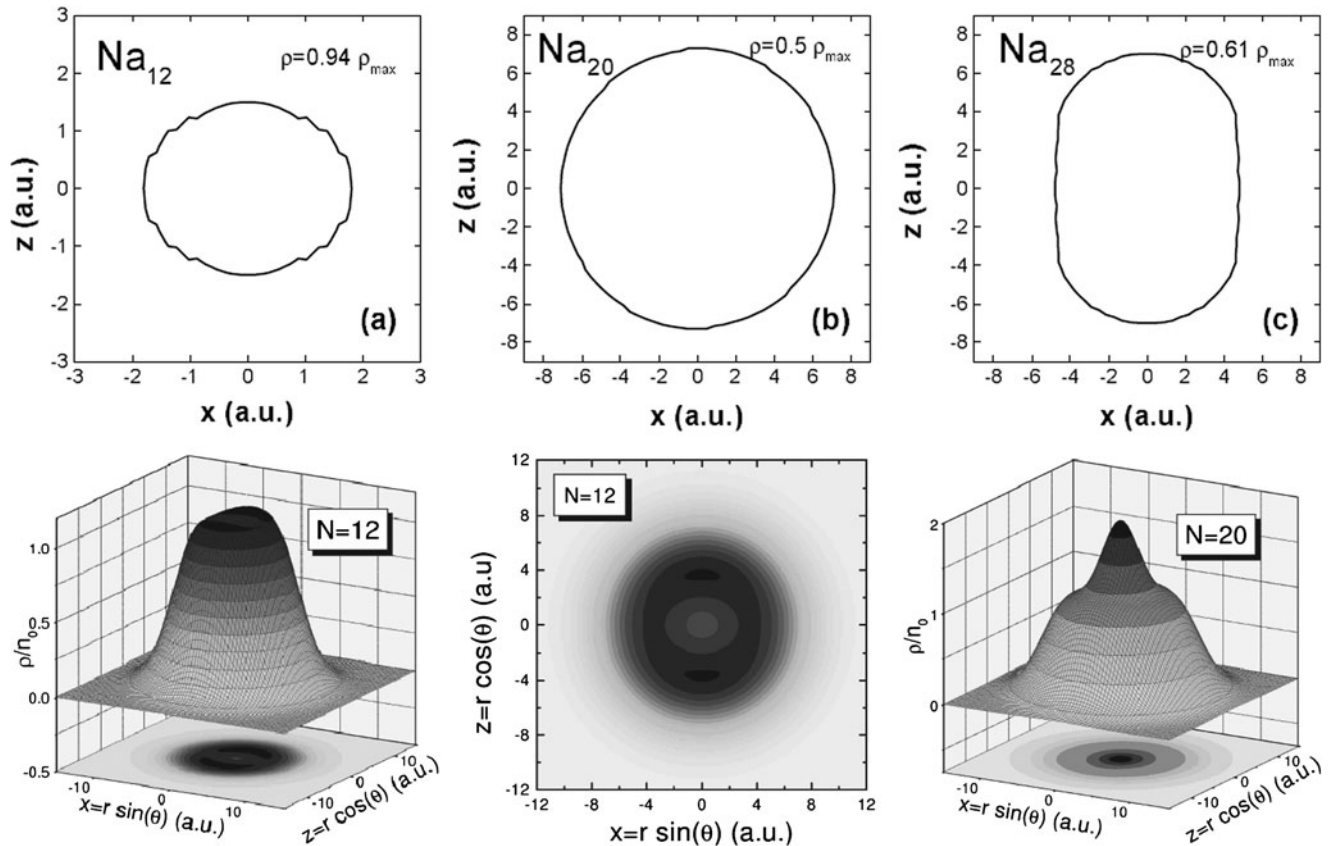 Na12
ρ=0.94 ρmax
3
2
1
0
-1
-2
-3
z (a.u.)
(a)
-3 -2 -1 0 1 2 3
x (a.u.)
Na20
ρ=0.5 ρmax
8
6
4
2
0
-2
-4
-6
-8
z (a.u.)
(b)
-8 -6 -4 -2 0 2 4 6 8
x (a.u.)
Na28
ρ=0.61 ρmax
8
6
4
2
0
-2
-4
-6
-8
z (a.u.)
(c)
-8 -6 -4 -2 0 2 4 6 8
x (a.u.)
N=12
1.0
0.5
0.0
-0.5
ρ/n0
-10 0 10
x=r sin(θ) (a.u.)
-10 0 10
z=r cos(θ) (a.u.)
N=12
12
8
4
0
-4
-8
-12
z=r cos(θ) (a.u)
-12 -8 -4 0 4 8 12
x=r sin(θ) (a.u.)
N=20
2
1
0
ρ/n0
-10 0 10
x=r sin(θ) (a.u.)
-10 0 10
z=r cos(θ) (a.u.)